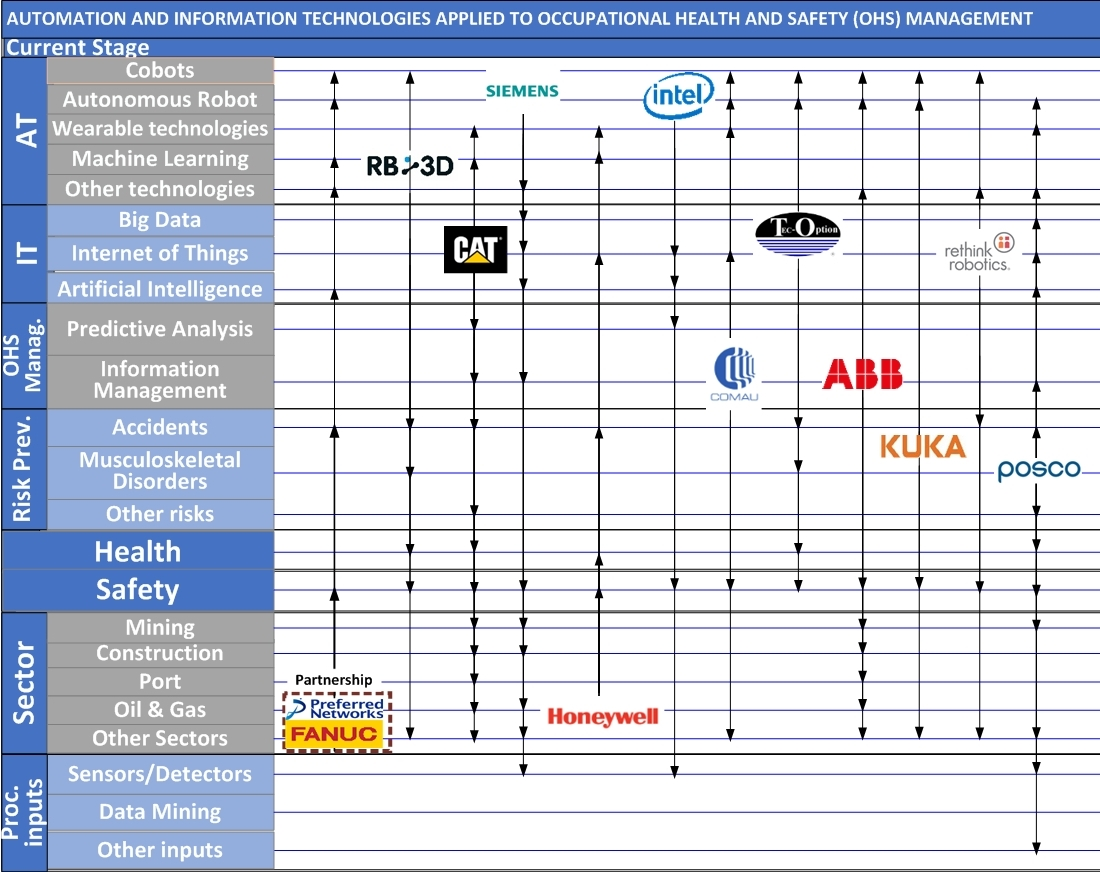 AUTOMATION AND INFORMATION TECHNOLOGIES APPLIED TO OCCUPATIONAL HEALTH AND SAFETY (OHS) MANAGEMENT
Current Stage
AT
Cobots
Autonomous Robot
Wearable technologies
Machine Learning
Other technologies
IT
Big Data
Internet of Things
Artificial Intelligence
OHS
Manag.
Predictive Analysis
Information
Management
Risk Prev.
Accidents
Musculoskeletal
Disorders
Other risks
Health
Safety
Sector
Mining
Construction
Port
Oil & Gas
Other Sectors
Proc.
inputs
Sensors/Detectors
Data Mining
Other inputs
SIEMENS
intel
RB3D
CAT
TEC-OPTION
rethink
robotics.
COMAU
ABB
KUKA
posco
Partnership
Preferred
Networks
FANUC
Honeywell